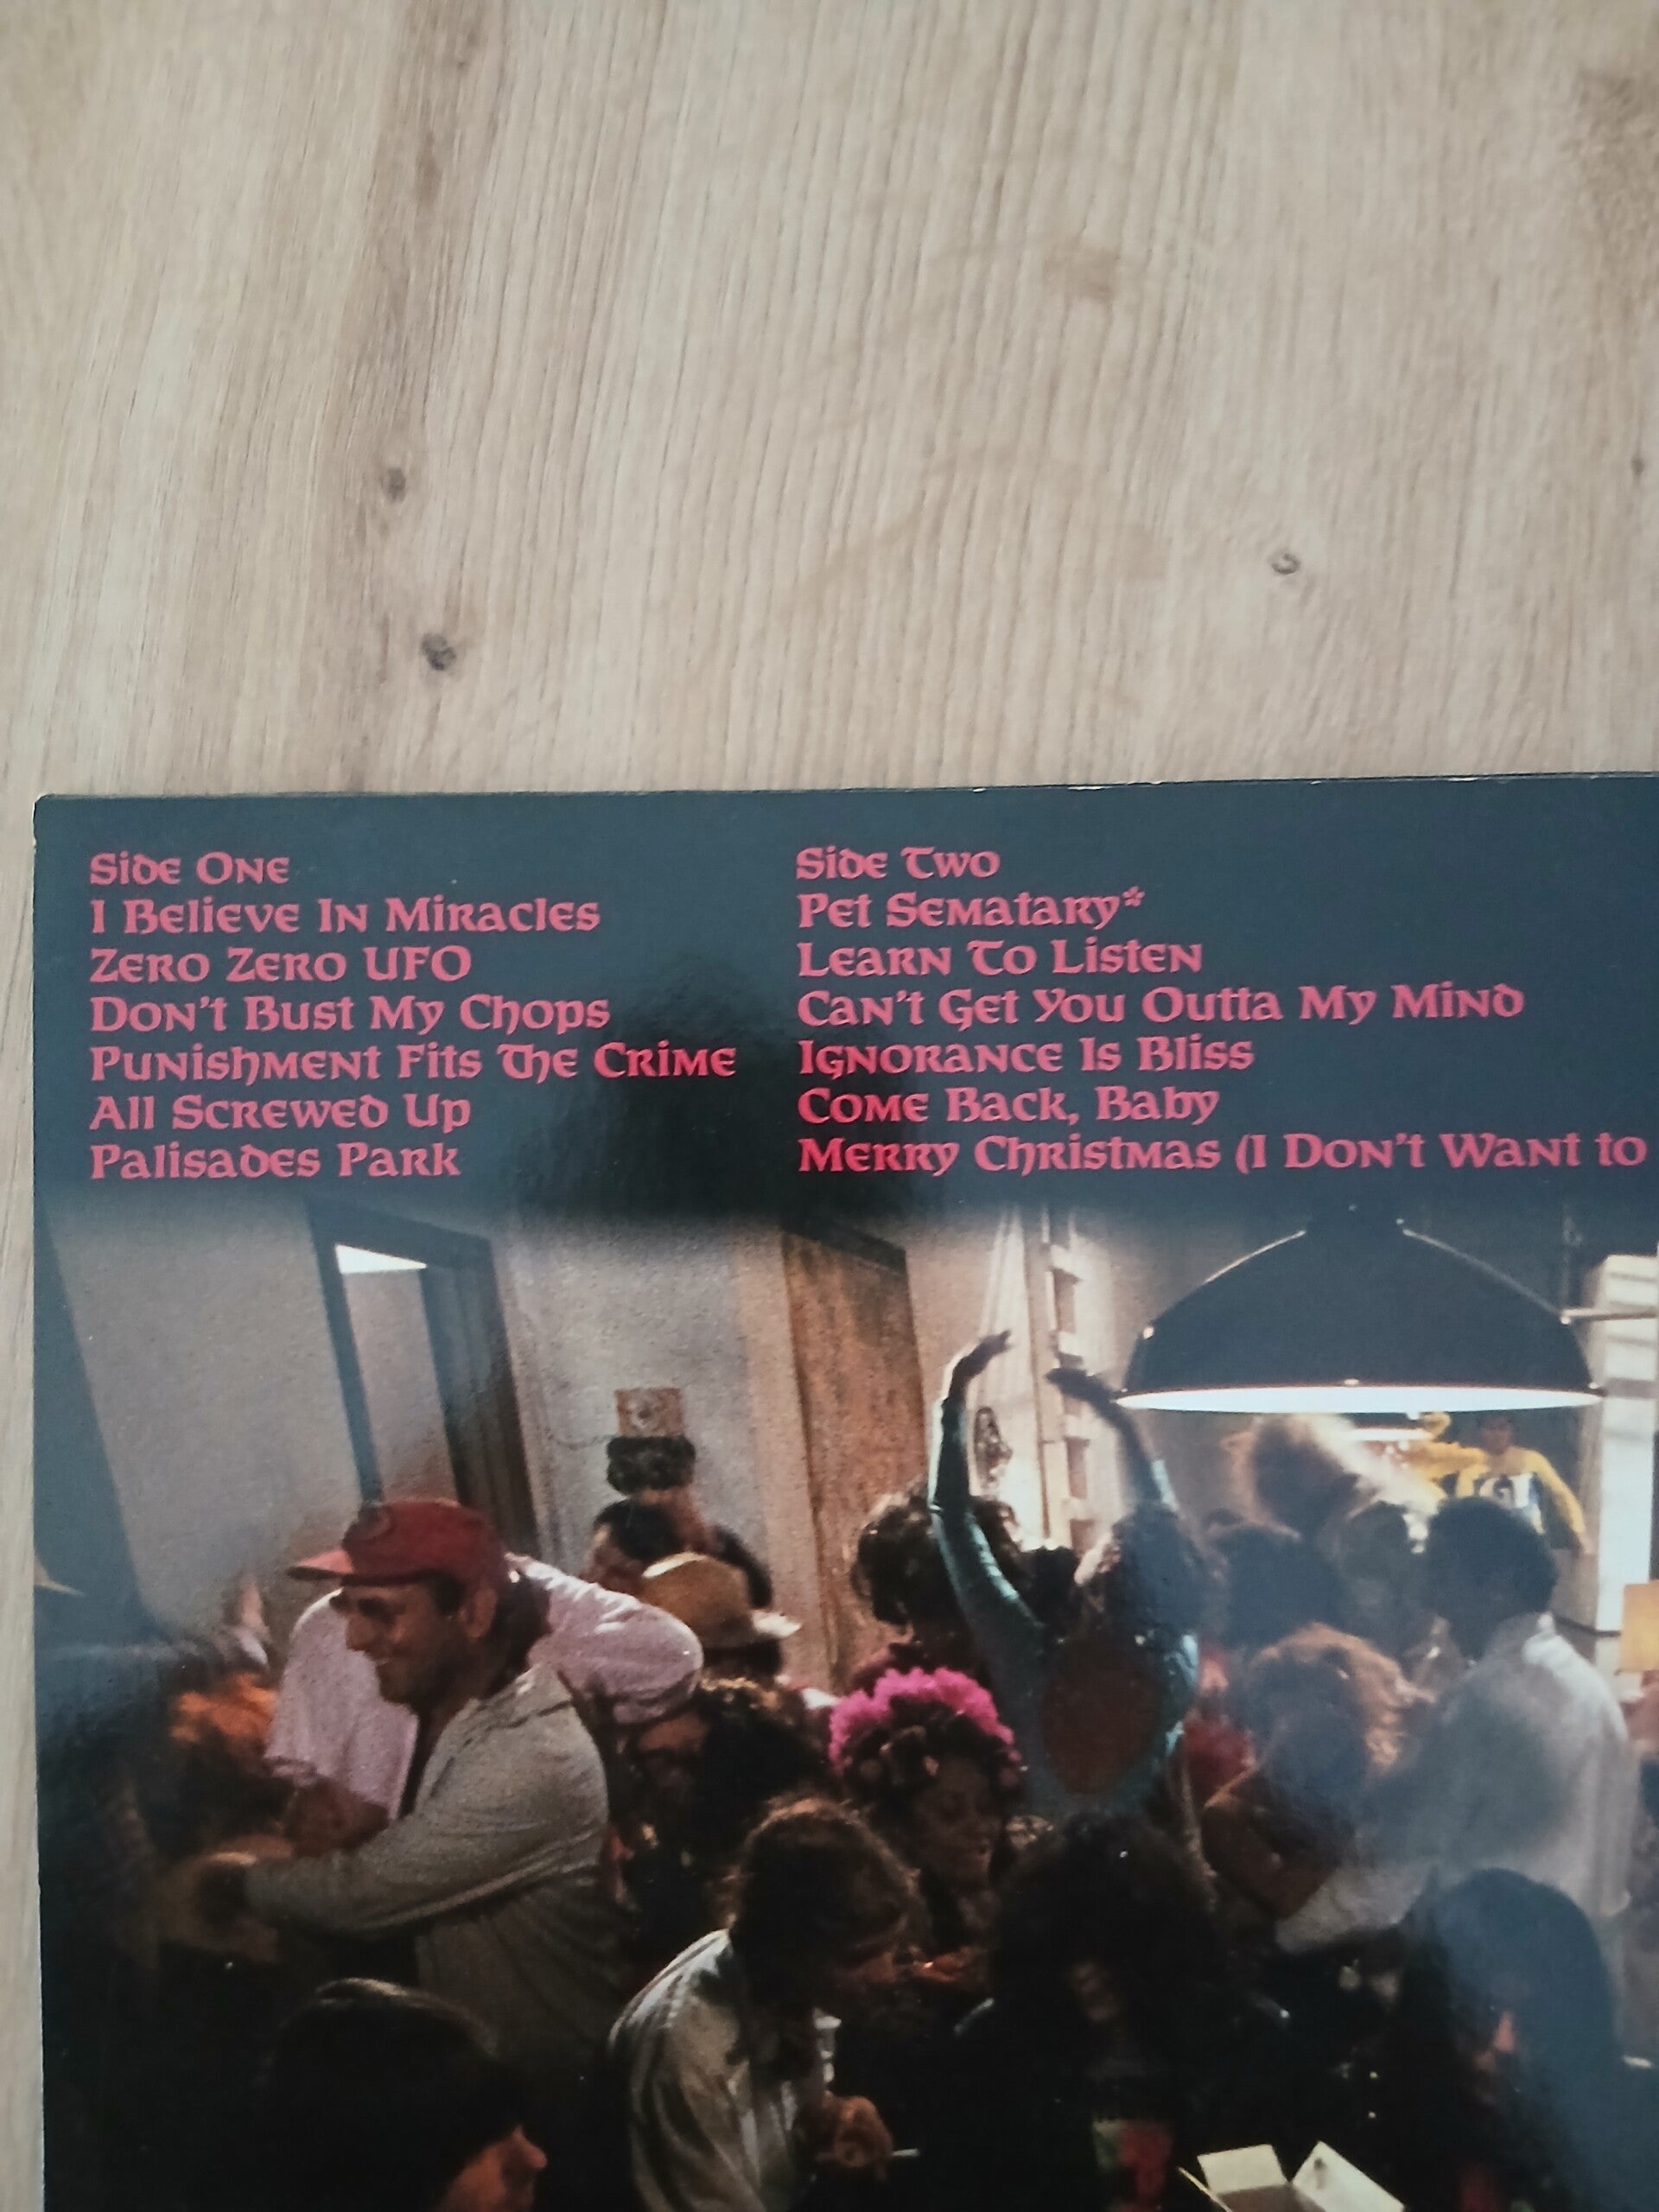 Side One
I Believe In Miracles
Zero Zero UFO
Don't Bust My Chops
Punishment Fits The Crime
All Screwed Up
Palisades Park
Side Two
Pet Sematary*
Learn To Listen
Can't Get You Outta My Mind
Ignorance Is Bliss
Come Back, Baby
Merry Christmas (I Don't Want to